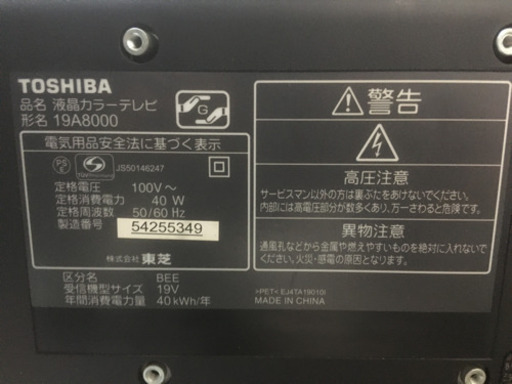 TOSHIBA
品名 液晶カラーテレビ
形名 19A8000
G
電気用品安全法に基づく表示
PS
E
JS50146247
定格電圧 100V～
定格消費電力 40 W
定格周波数 50/60 Hz
製造番号 54255349
株式会社 東芝
区分名 BEE
受信機型サイズ 19V
年間消費電力量 40kWh/年
警告
高圧注意
サービスマン以外の方は裏ぶたをあけないでください。
内部には高電圧部分が数多くあり、万一さわると危険です。
異物注意
通風孔などから金属や燃えやすいものを絶対に入れないで
ください。火災・感電の原因となります。
>PET< EJ4TA19010I
MADE IN CHINA